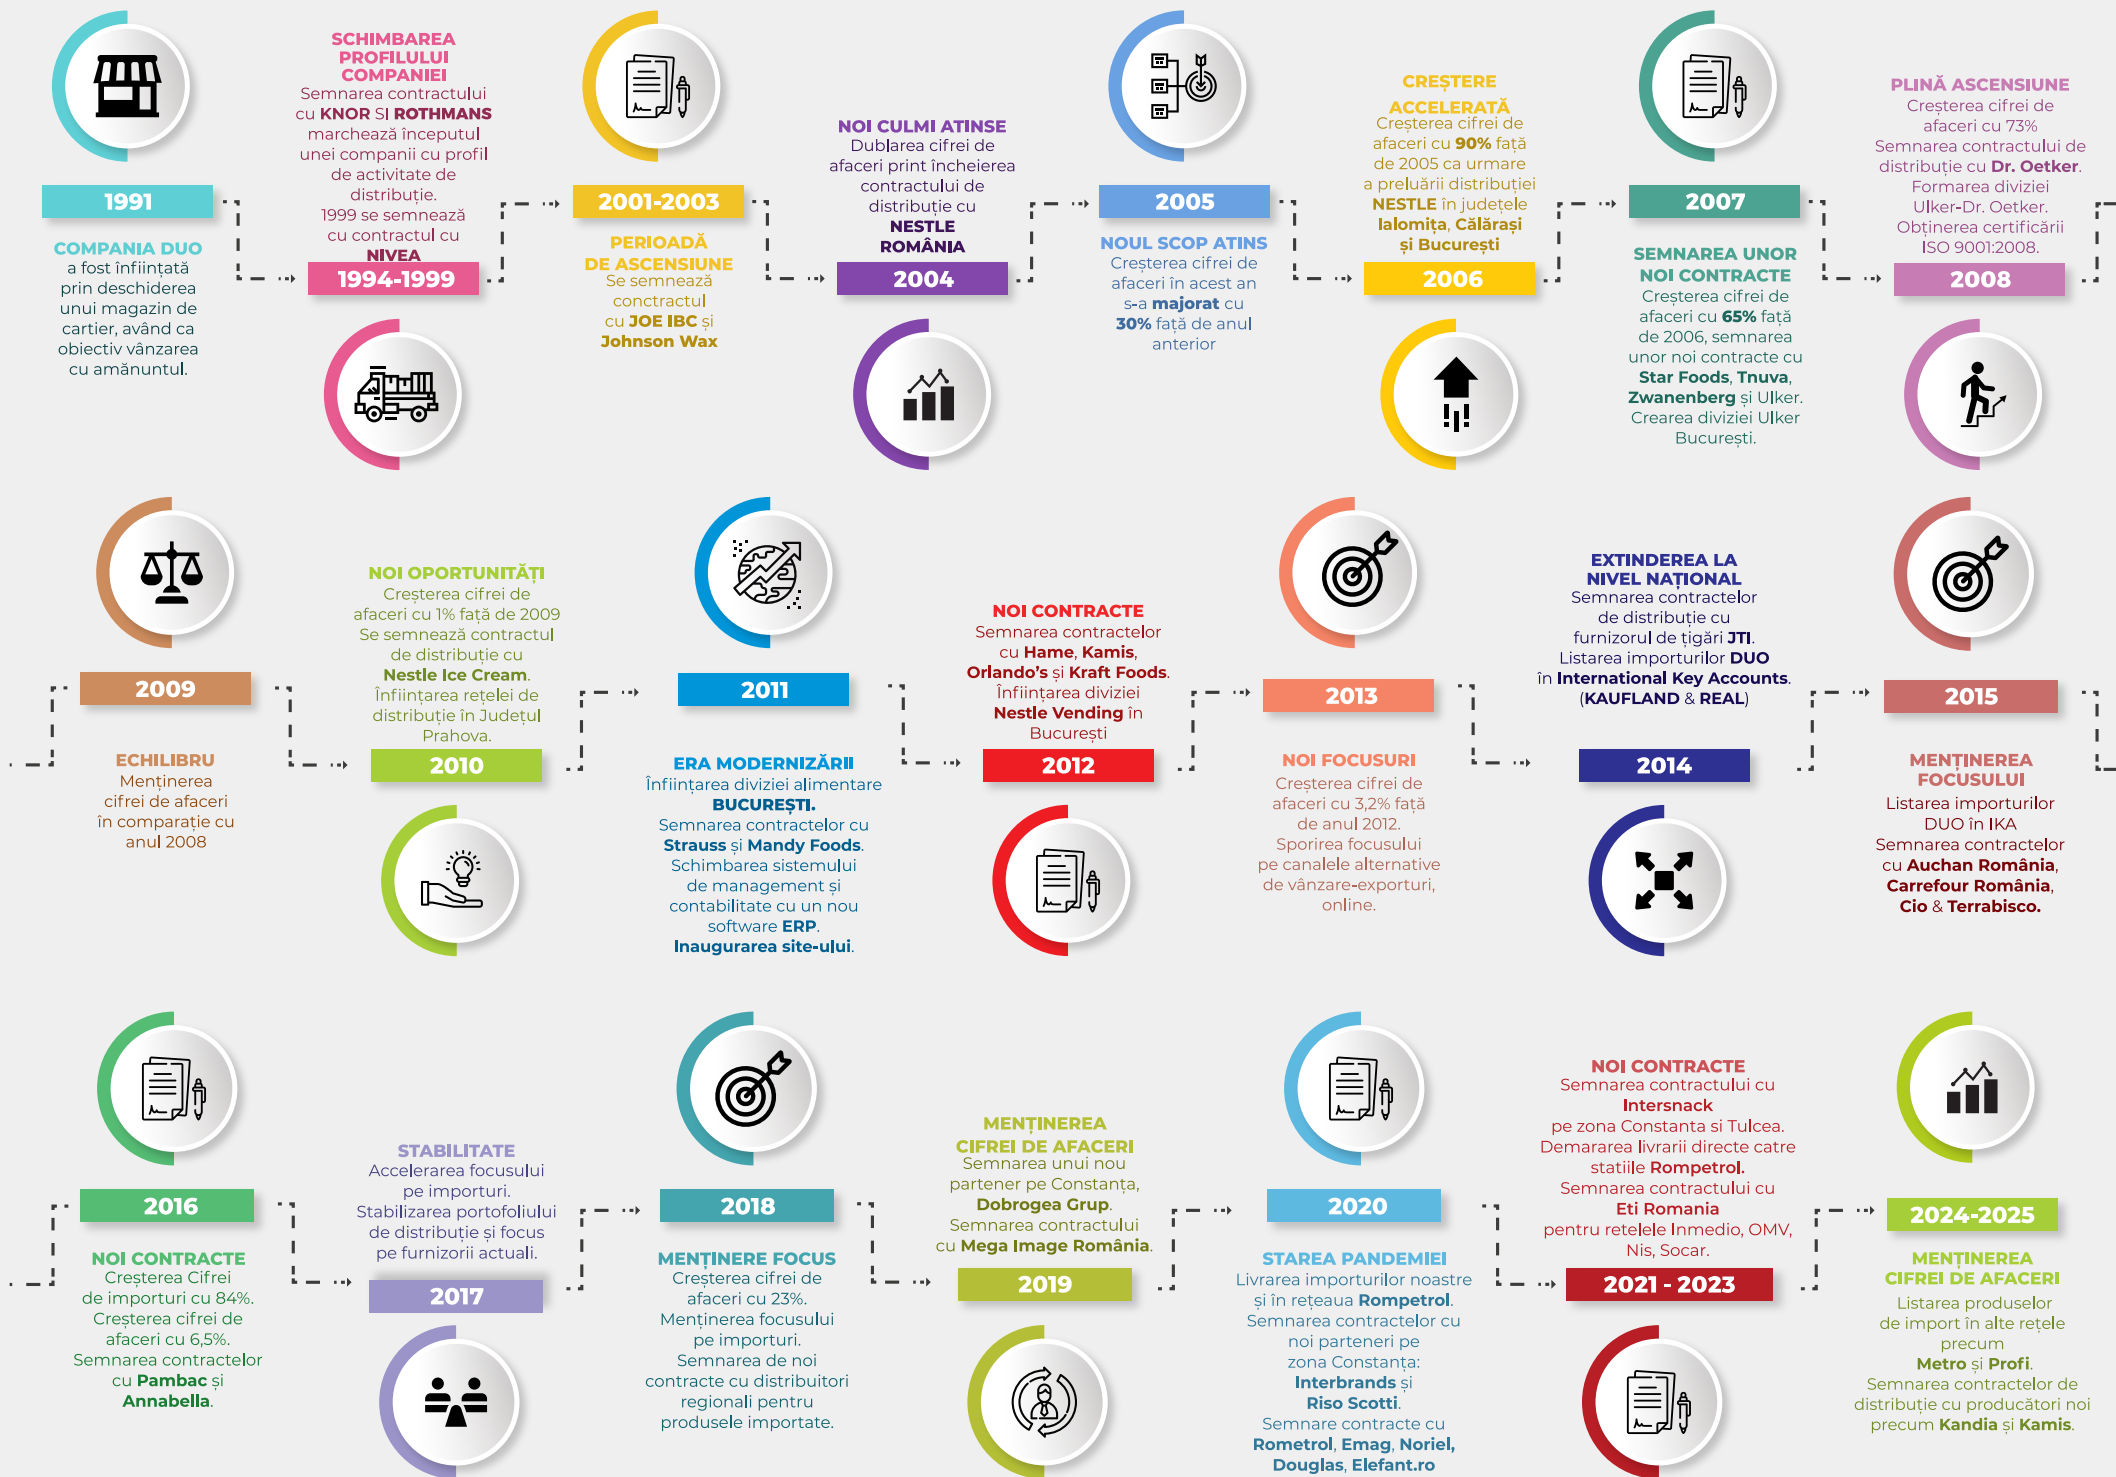 1991
COMPANIA DUO
a fost înființată
prin deschiderea
unui magazin de
cartier, având ca
obiectiv vânzarea
cu amănuntul.
SCHIMBAREA
PROFILULUI
COMPANIEI
Semnarea contractului
cu KNOR SI ROTHMANS
marchează începutul
unei companii cu profil
de activitate de
distribuție.
1999 se semnează
cu contractul cu
NIVEA
1994-1999
2001-2003
PERIOADĂ
DE ASCENSIUNE
Se semnează
conctractul
cu JOE IBC și
Johnson Wax
NOI CULMI ATINSE
Dublarea cifrei de
afaceri print încheierea
contractului de
distribuție cu
NESTLE
ROMÂNIA
2004
2005
NOUL SCOP ATINS
Creșterea cifrei de
afaceri în acest an
s-a majorat cu
30% față de anul
anterior
CREȘTERE
ACCELERATĂ
Creșterea cifrei de
afaceri cu 90% față
de 2005 ca urmare
a preluării distribuției
NESTLE în județele
Ialomița, Călărași
și București
2006
2007
SEMNAREA UNOR
NOI CONTRACTE
Creșterea cifrei de
afaceri cu 65% față
de 2006, semnarea
unor noi contracte cu
Star Foods, Tnuva,
Zwanenberg și Ulker.
Crearea diviziei Ulker
București.
PLINĂ ASCENSIUNE
Creșterea cifrei de
afaceri cu 73%
Semnarea contractului de
distribuție cu Dr. Oetker.
Formarea diviziei
Ulker-Dr. Oetker.
Obținerea certificării
ISO 9001:2008.
2008
2009
ECHILIBRU
Menținerea
cifrei de afaceri
în comparație cu
anul 2008
NOI OPORTUNITĂȚI
Creșterea cifrei de
afaceri cu 1% față de 2009
Se semnează contractul
de distribuție cu
Nestle Ice Cream.
Înființarea rețelei de
distribuție în Județul
Prahova.
2010
2011
ERA MODERNIZĂRII
Înființarea diviziei alimentare
BUCUREȘTI.
Semnarea contractelor cu
Strauss și Mandy Foods.
Schimbarea sistemului
de management și
contabilitate cu un nou
software ERP.
Inaugurarea site-ului.
NOI CONTRACTE
Semnarea contractelor
cu Hame, Kamis,
Orlando's și Kraft Foods.
Înființarea diviziei
Nestle Vending în
București
2012
2013
NOI FOCUSURI
Creșterea cifrei de
afaceri cu 3,2% față
de anul 2012.
Sporirea focusului
pe canalele alternative
de vânzare-exporturi,
online.
EXTINDEREA LA
NIVEL NAȚIONAL
Semnarea contractelor
de distribuție cu
furnizorul de țigări JTI.
Listarea importurilor DUO
în International Key Accounts.
(KAUFLAND & REAL)
2014
2015
MENȚINEREA
FOCUSULUI
Listarea importurilor
DUO în IKA
Semnarea contractelor
cu Auchan România,
Carrefour România,
Cio & Terrabisco.
2016
NOI CONTRACTE
Creșterea Cifrei
de importuri cu 84%.
Creșterea cifrei de
afaceri cu 6,5%.
Semnarea contractelor
cu Pambac și
Annabella.
STABILITATE
Accelerarea focusului
pe importuri.
Stabilizarea portofoliului
de distribuție și focus
pe furnizorii actuali.
2017
2018
MENȚINERE FOCUS
Creșterea cifrei de
afaceri cu 23%.
Menținerea focusului
pe importuri.
Semnarea de noi
contracte cu distribuitori
regionali pentru
produsele importate.
MENȚINEREA
CIFREI DE AFACERI
Semnarea unui nou
partener pe Constanța,
Dobrogea Grup.
Semnarea contractului
cu Mega Image România.
2019
2020
STAREA PANDEMIEI
Livrarea importurilor noastre
și în rețeaua Rompetrol.
Semnarea contractelor cu
noi parteneri pe
zona Constanța:
Interbrands și
Riso Scotti.
Semnare contracte cu
Rometrol, Emag, Noriel,
Douglas, Elefant.ro
NOI CONTRACTE
Semnarea contractului cu
Intersnack
pe zona Constanta si Tulcea.
Demararea livrarii directe catre
statiile Rompetrol.
Semnarea contractului cu
Eti Romania
pentru retelele Inmedio, OMV,
Nis, Socar.
2021 - 2023
2024-2025
MENȚINEREA
CIFREI DE AFACERI
Listarea produselor
de import în alte rețele
precum
Metro și Profi.
Semnarea contractelor de
distribuție cu producători noi
precum Kandia și Kamis.